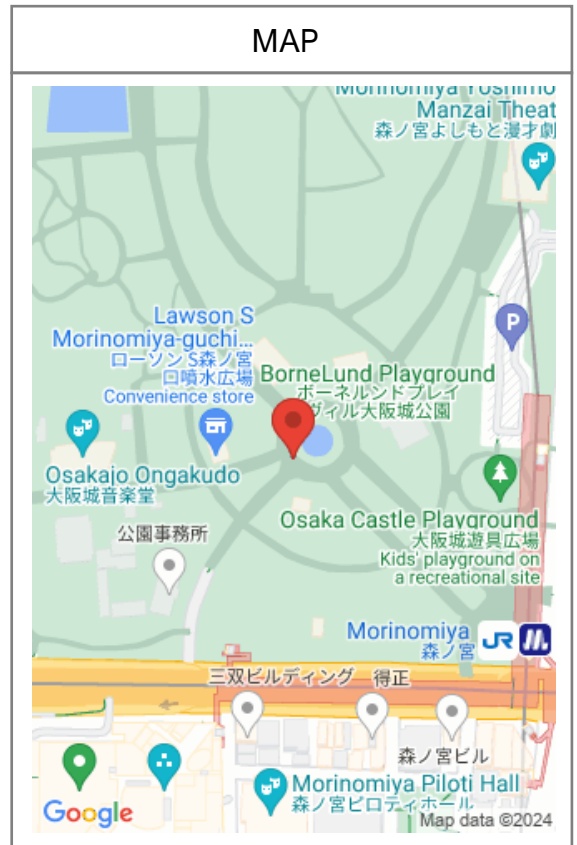 MAP
Morinomiya Yoshimo
Manzai Theat
森ノ宮よしもと漫才劇
P
Lawson S
Morinomiya-guchi...
ローソン S森ノ宮
口噴水広場
Convenience store
BorneLund Playground
ボーネルンドプレイ
ヴィル大阪城公園
Osakajo Ongakudo
大阪城音楽堂
Osaka Castle Playground
大阪城遊具広場
Kids' playground on
a recreational site
公園事務所
Morinomiya
森ノ宮
JR
三双ビルディング
得正
森ノ宮ビル
Morinomiya Piloti Hall
森ノ宮ピロティホール
Google
Map data ©2024